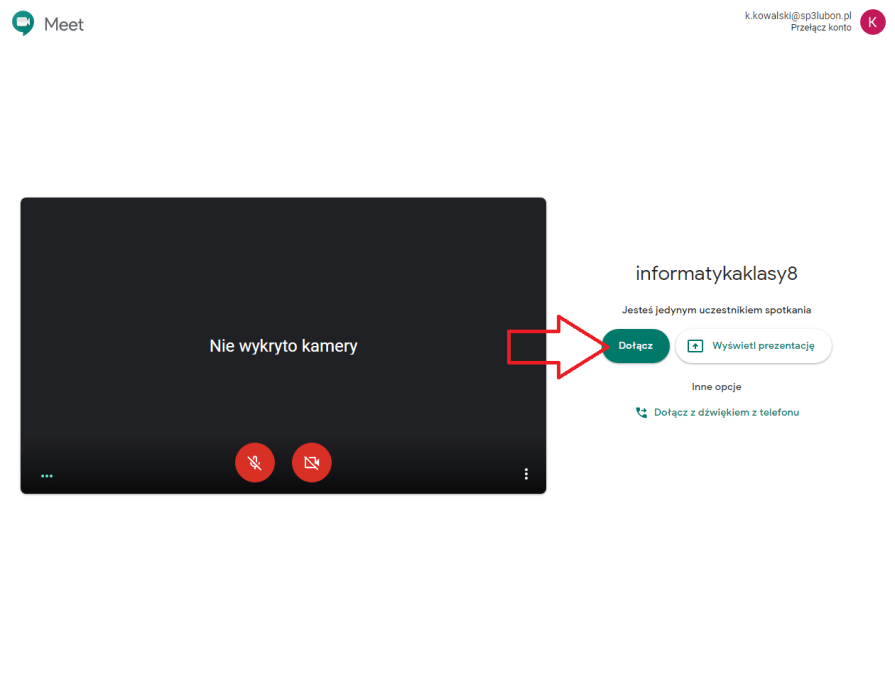 Meet
k.kowalski@sp3lubon.pl
Przełącz konto
K
Nie wykryto kamery
informatykaklasy8
Jesteś jedynym uczestnikiem spotkania
Dołącz
Wyświetl prezentację
Inne opcje
Dołącz z dźwiękiem z telefonu